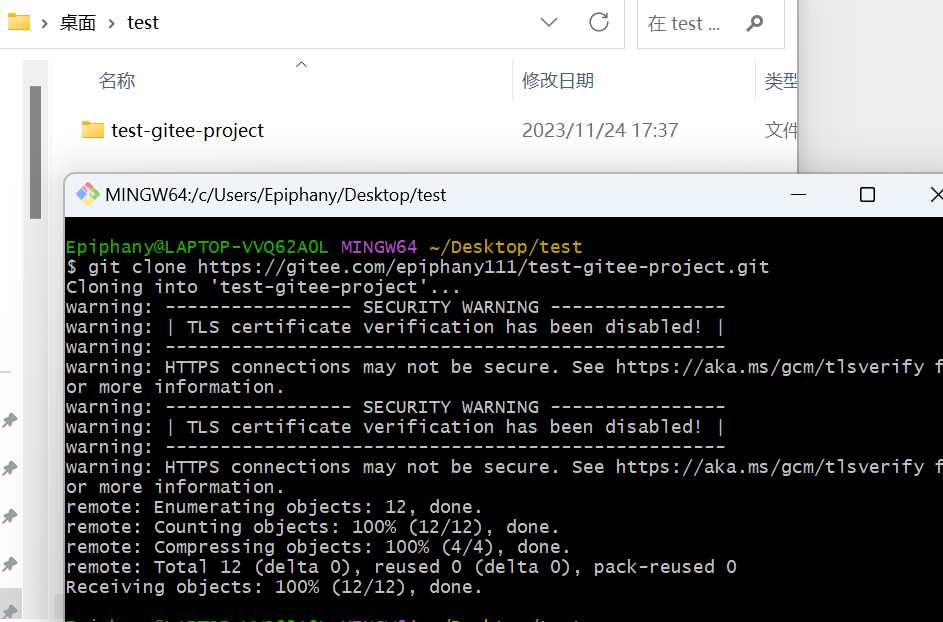 桌面 test
在 test ...
名称 修改日期 类型
test-gitee-project 2023/11/24 17:37 文件
MINGW64:/c/Users/Epiphany/Desktop/test
Epiphany@LAPTOP-VVQ62AOL MINGW64 ~/Desktop/test
$ git clone https://gitee.com/epiphany111/test-gitee-project.git
Cloning into 'test-gitee-project'...
warning: ----------------- SECURITY WARNING ----------------
warning: | TLS certificate verification has been disabled! |
warning: ---------------------------------------------------
warning: HTTPS connections may not be secure. See https://aka.ms/gcm/tlsverify f
or more information.
warning: ----------------- SECURITY WARNING ----------------
warning: | TLS certificate verification has been disabled! |
warning: ---------------------------------------------------
warning: HTTPS connections may not be secure. See https://aka.ms/gcm/tlsverify f
or more information.
remote: Enumerating objects: 12, done.
remote: Counting objects: 100% (12/12), done.
remote: Compressing objects: 100% (4/4), done.
remote: Total 12 (delta 0), reused 0 (delta 0), pack-reused 0
Receiving objects: 100% (12/12), done.